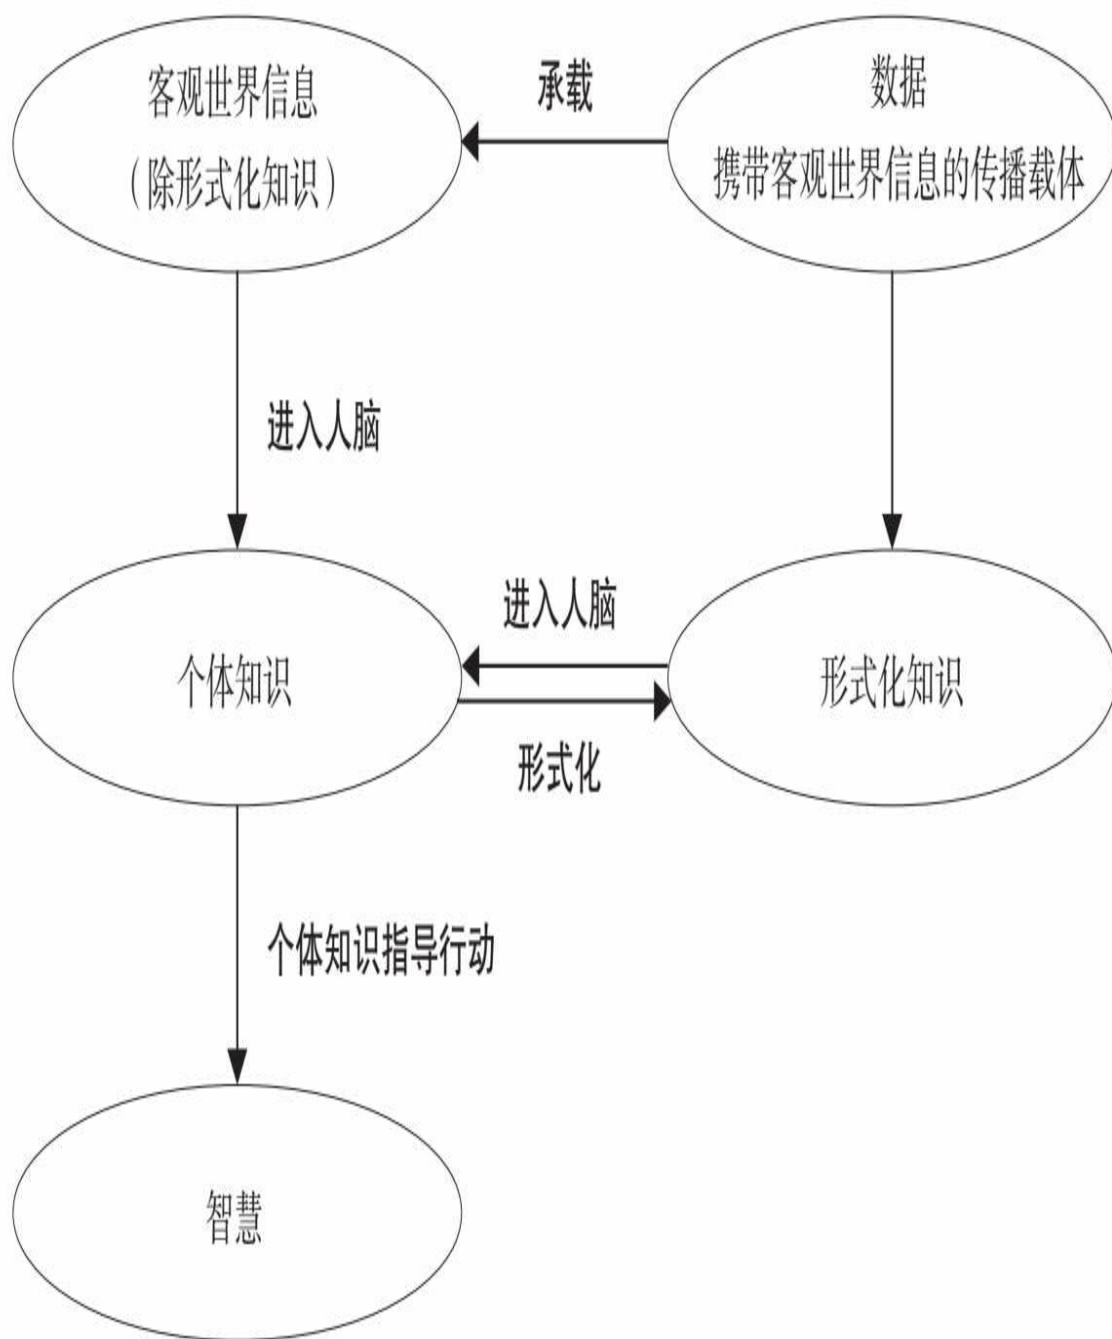 客观世界信息
（除形式化知识）
承载
数据
携带客观世界信息的传播载体
进入人脑
个体知识
进入人脑
形式化
形式化知识
个体知识指导行动
智慧